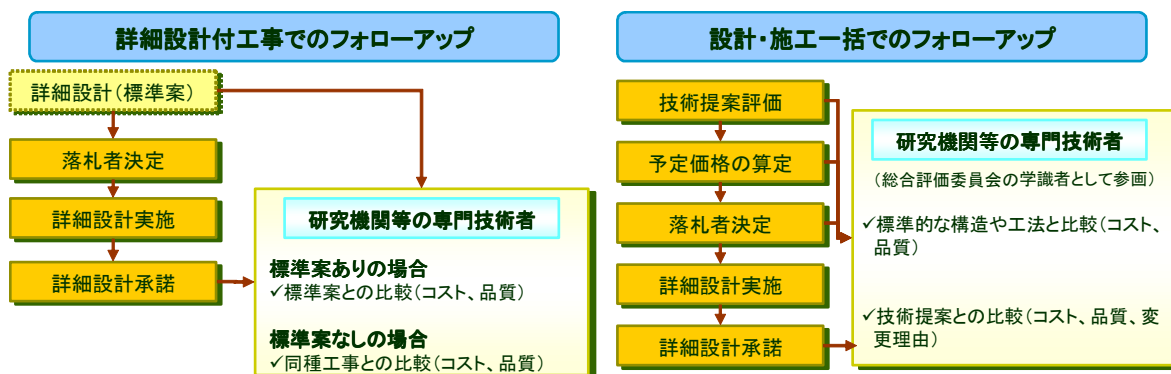 詳細設計付工事でのフォローアップ
詳細設計(標準案)
落札者決定
詳細設計実施
詳細設計承諾
研究機関等の専門技術者
標準案ありの場合
✓標準案との比較(コスト、品質)
標準案なしの場合
✓同種工事との比較(コスト、品質)
設計・施工一括でのフォローアップ
技術提案評価
予定価格の算定
落札者決定
詳細設計実施
詳細設計承諾
研究機関等の専門技術者
(総合評価委員会の学識者として参画)
✓標準的な構造や工法と比較(コスト、
品質)
✓技術提案との比較(コスト、品質、変
更理由)